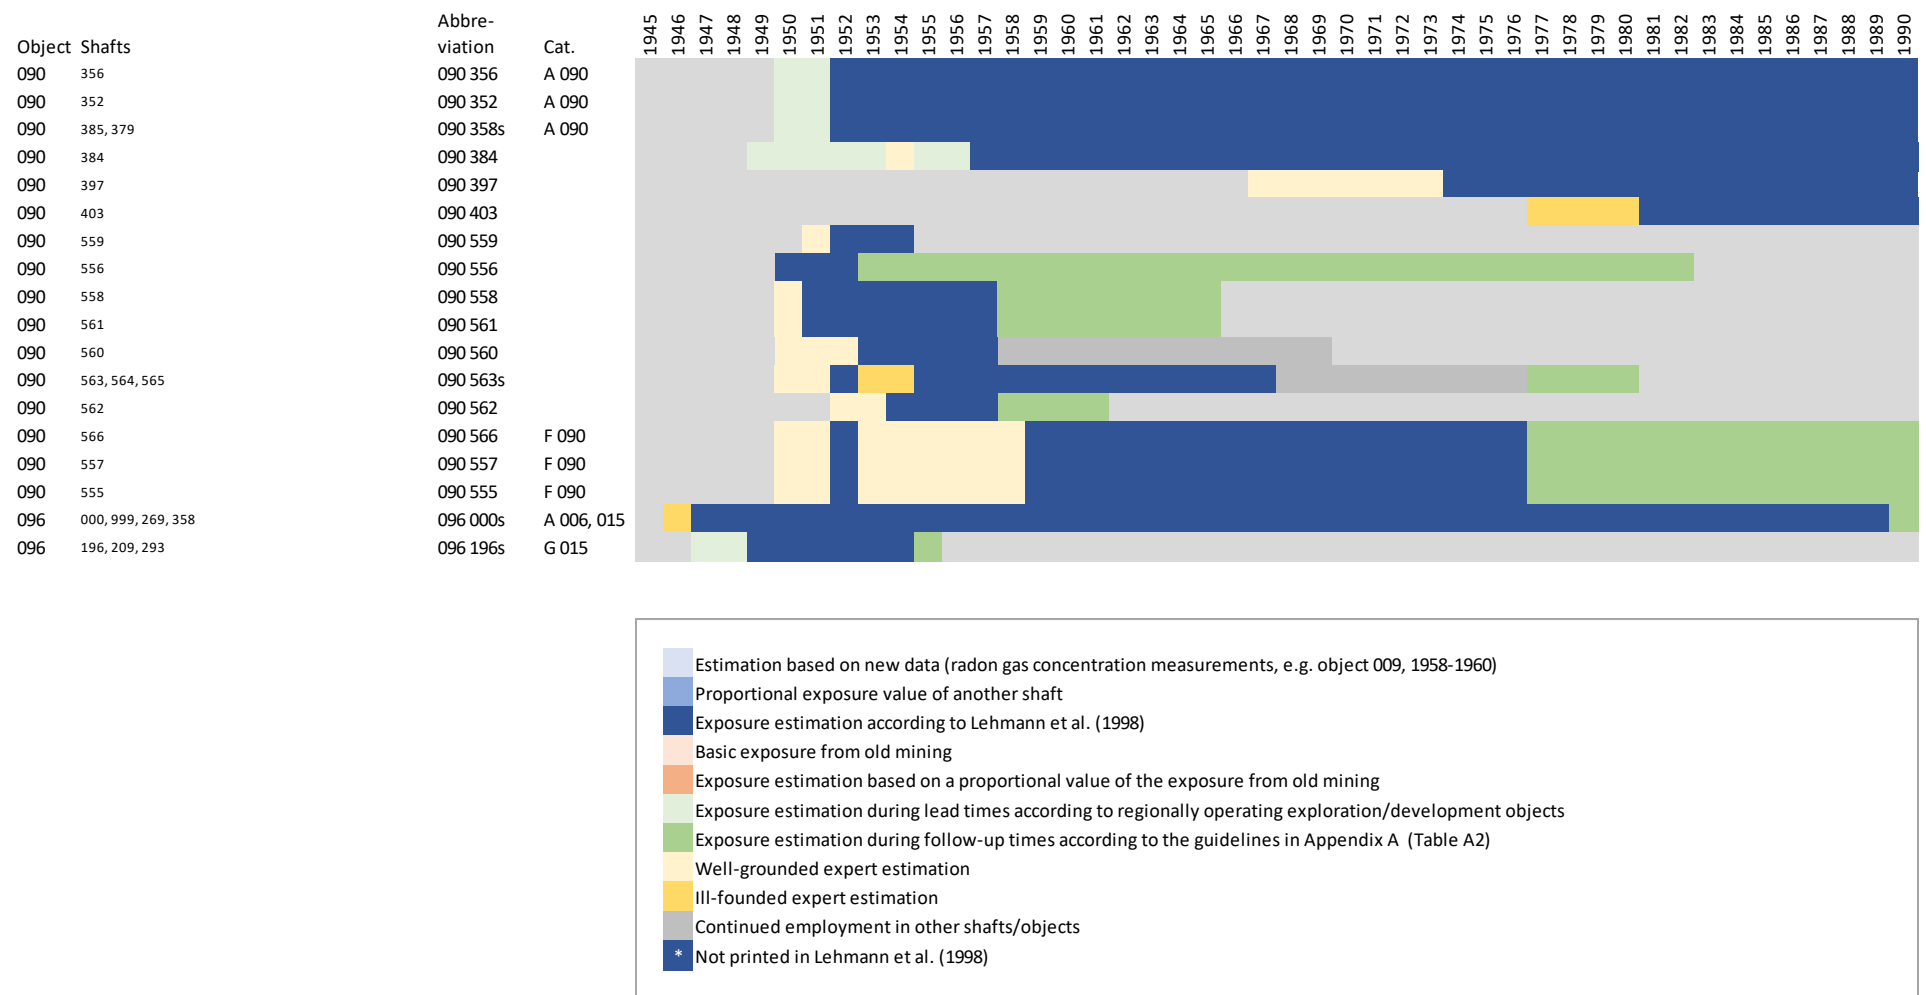 Abbre-
Object Shafts viation Cat. 1945 1946 1947 1948 1949 1950 1951 1952 1953 1954 1955 1956 1957 1958 1959 1960 1961 1962 1963 1964 1965 1966 1967 1968 1969 1970 1971 1972 1973 1974 1975 1976 1977 1978 1979 1980 1981 1982 1983 1984 1985 1986 1987 1988 1989 1990
090 356 090 356 A 090
090 352 090 352 A 090
090 385, 379 090 358s A 090
090 384 090 384
090 397 090 397
090 403 090 403
090 559 090 559
090 556 090 556
090 558 090 558
090 561 090 561
090 560 090 560
090 563, 564, 565 090 563s
090 562 090 562
090 566 090 566 F 090
090 557 090 557 F 090
090 555 090 555 F 090
096 000, 999, 269, 358 096 000s A 006, 015
096 196, 209, 293 096 196s G 015
Estimation based on new data (radon gas concentration measurements, e.g. object 009, 1958-1960)
Proportional exposure value of another shaft
Exposure estimation according to Lehmann et al. (1998)
Basic exposure from old mining
Exposure estimation based on a proportional value of the exposure from old mining
Exposure estimation during lead times according to regionally operating exploration/development objects
Exposure estimation during follow-up times according to the guidelines in Appendix A (Table A2)
Well-grounded expert estimation
Ill-founded expert estimation
Continued employment in other shafts/objects
* Not printed in Lehmann et al. (1998)